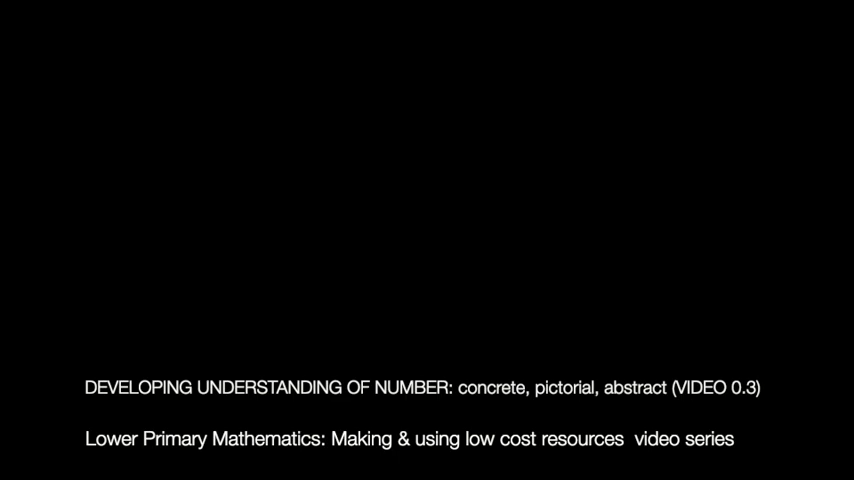 DEVELOPING UNDERSTANDING OF NUMBER: concrete, pictorial, abstract (VIDEO 0.3)
Lower Primary Mathematics: Making & using low cost resources  video series